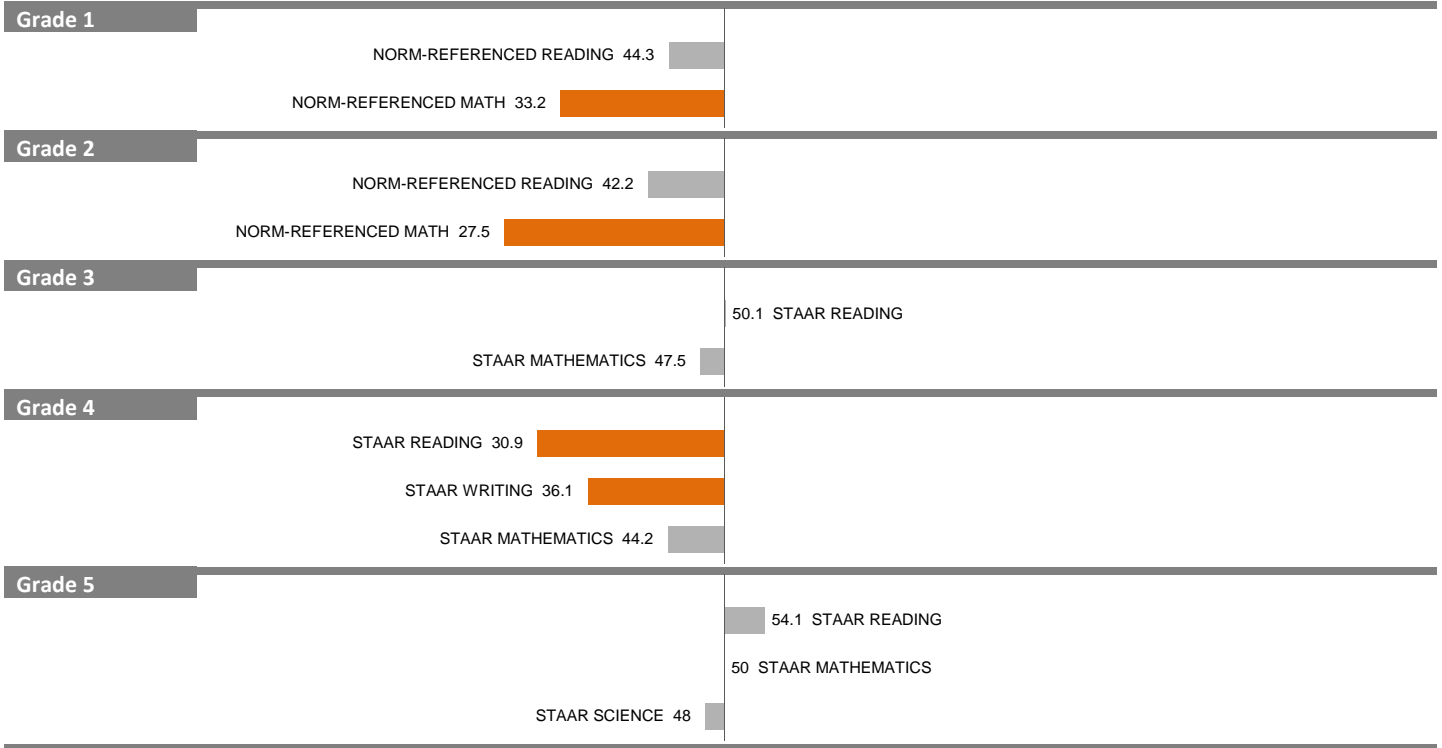 Grade 1
NORM-REFERENCED READING 44.3
NORM-REFERENCED MATH 33.2
Grade 2
NORM-REFERENCED READING 42.2
NORM-REFERENCED MATH 27.5
Grade 3
50.1 STAAR READING
STAAR MATHEMATICS 47.5
Grade 4
STAAR READING 30.9
STAAR WRITING 36.1
STAAR MATHEMATICS 44.2
Grade 5
54.1 STAAR READING
50 STAAR MATHEMATICS
STAAR SCIENCE 48